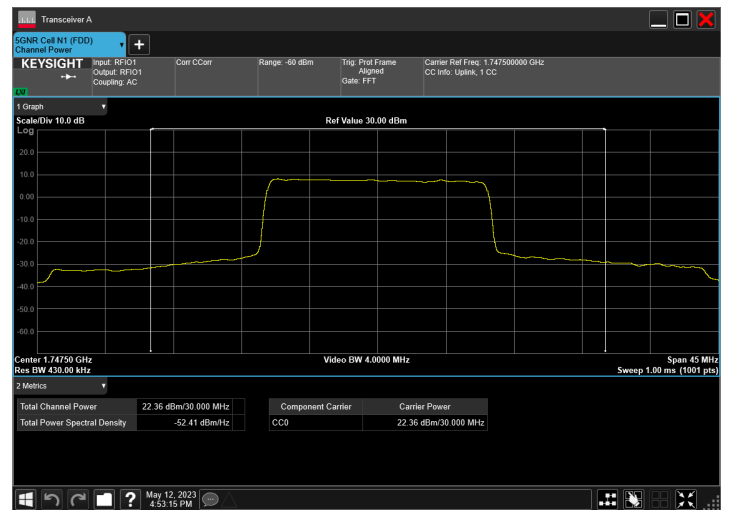 Transceiver A
5GNR Cell N1 (FDD)
Channel Power
KEYSIGHT
LXI
Input: RFIO1
Output: RFIO1
Coupling: AC
Corr CCorr
Range: -60 dBm
Trig: Prot Frame
Aligned
Gate: FFT
Carrier Ref Freq: 1.747500000 GHz
CC Info: Uplink, 1 CC
1 Graph
Scale/Div 10.0 dB
Ref Value 30.00 dBm
Log
20.0
10.0
0.00
-10.0
-20.0
-30.0
-40.0
-50.0
-60.0
Center 1.74750 GHz
Video BW 4.0000 MHz
Span 45 MHz
Res BW 430.00 kHz
Sweep 1.00 ms (1001 pts)
2 Metrics
Total Channel Power 22.36 dBm/30.000 MHz
Total Power Spectral Density -52.41 dBm/Hz
Component Carrier Carrier Power
CC0 22.36 dBm/30.000 MHz
May 12, 2023
4:53:15 PM